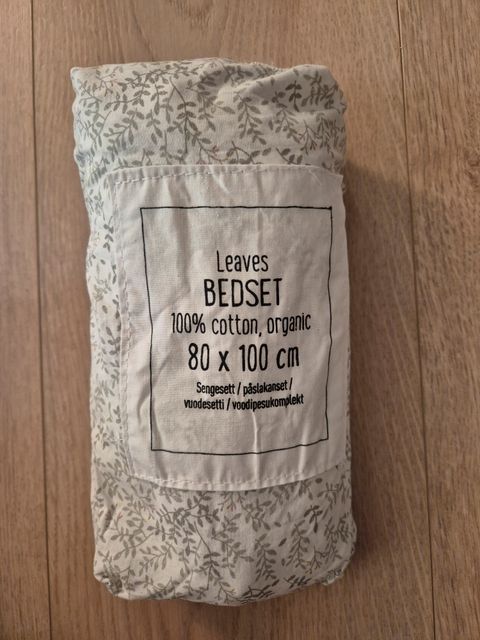 Leaves
BEDSET
100% cotton, organic
80 x 100 cm
Sengesett / påslakanset /
vuodesetti / voodipesukomplekt